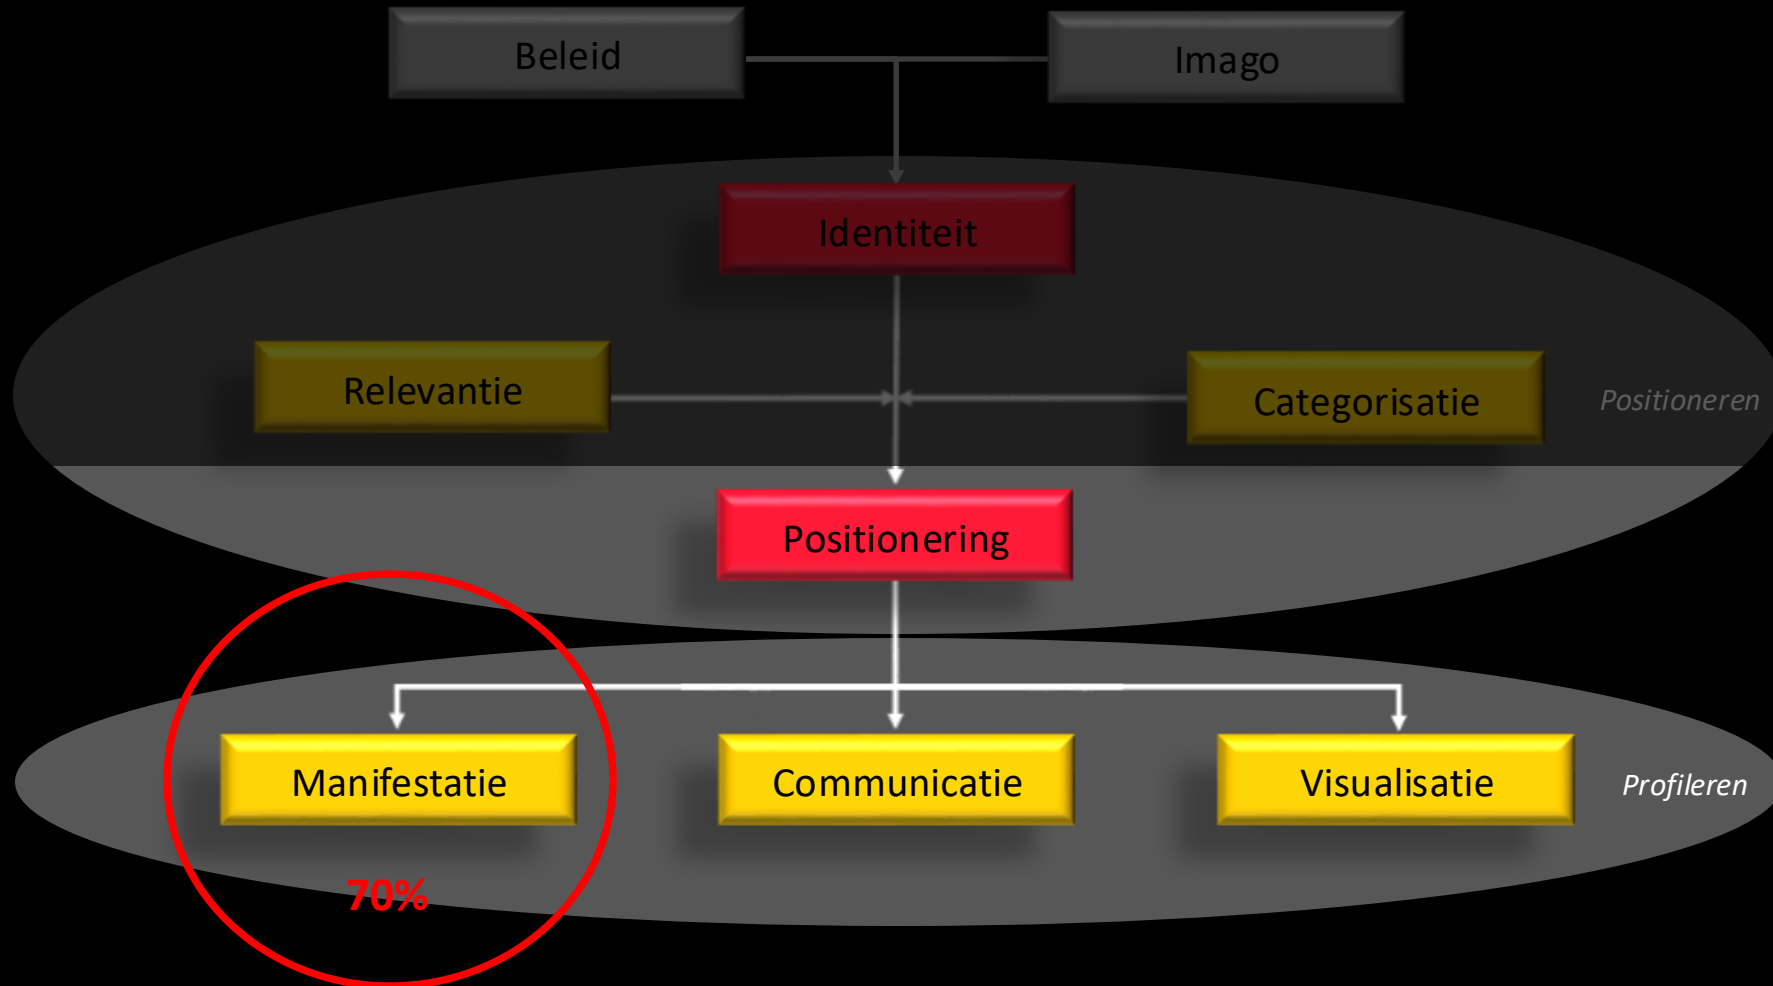 Beleid
Imago
Identiteit
Relevantie
Categorisatie
Positioneren
Positionering
Manifestatie
Communicatie
Visualisatie
Profileren
70%